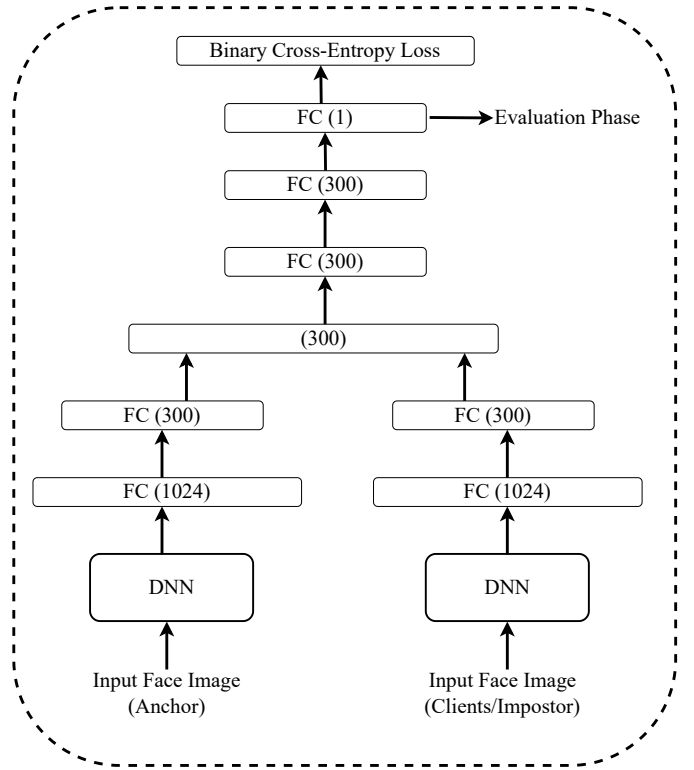 Binary Cross-Entropy Loss
FC (1)
Evaluation Phase
FC (300)
FC (300)
(300)
FC (300)
FC (300)
FC (1024)
FC (1024)
DNN
DNN
Input Face Image
(Anchor)
Input Face Image
(Clients/Impostor)